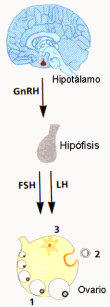 GnRH
Hipotálamo
Hipófisis
FSH LH
3
2
1
Ovario